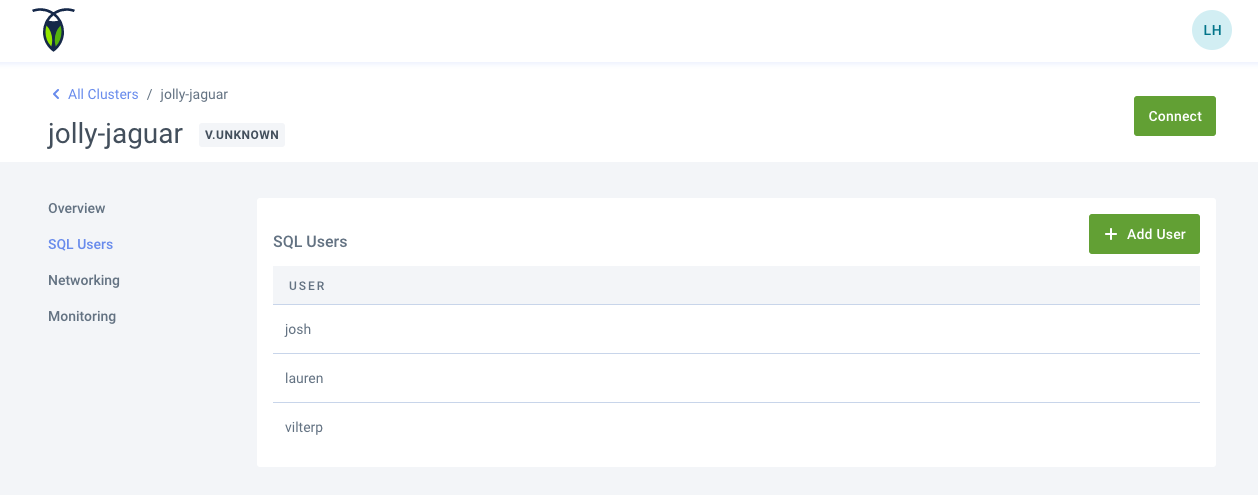 LH
All Clusters / jolly-jaguar
jolly-jaguar V.UNKNOWN
Connect
Overview
SQL Users
Networking
Monitoring
SQL Users
Add User
USER
josh
lauren
vilterp